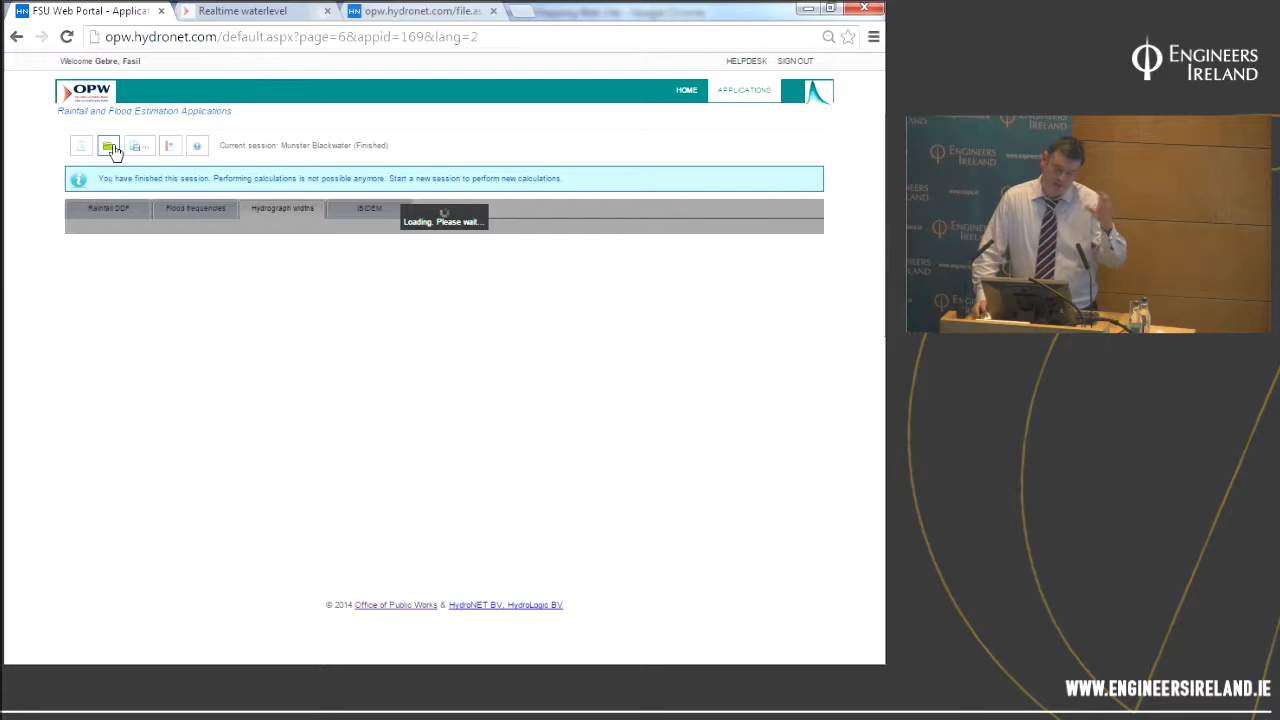 FSU Web Portal - Applicat
Realtime waterlevel
opw.hydronet.com/file.as
opw.hydronet.com/default.aspx?page=6&appid=169&lang=2
Welcome Gebre, Fasil
HELPDESK
SIGN OUT
OPW
HOME
APPLICATIONS
Rainfall and Flood Estimation Applications
Current session: Munster Blackwater (Finished)
You have finished this session. Performing calculations is not possible anymore. Start a new session to perform new calculations.
Rainfall DDF
Flood frequencies
Hydrograph widths
IBIDEM
Loading. Please wait...
© 2014 Office of Public Works & HydroNET BV, HydroLogic BV
ENGINEERS
IRELAND
ENGINEERS
IRELAND
WWW.ENGINEERSIRELAND.IE